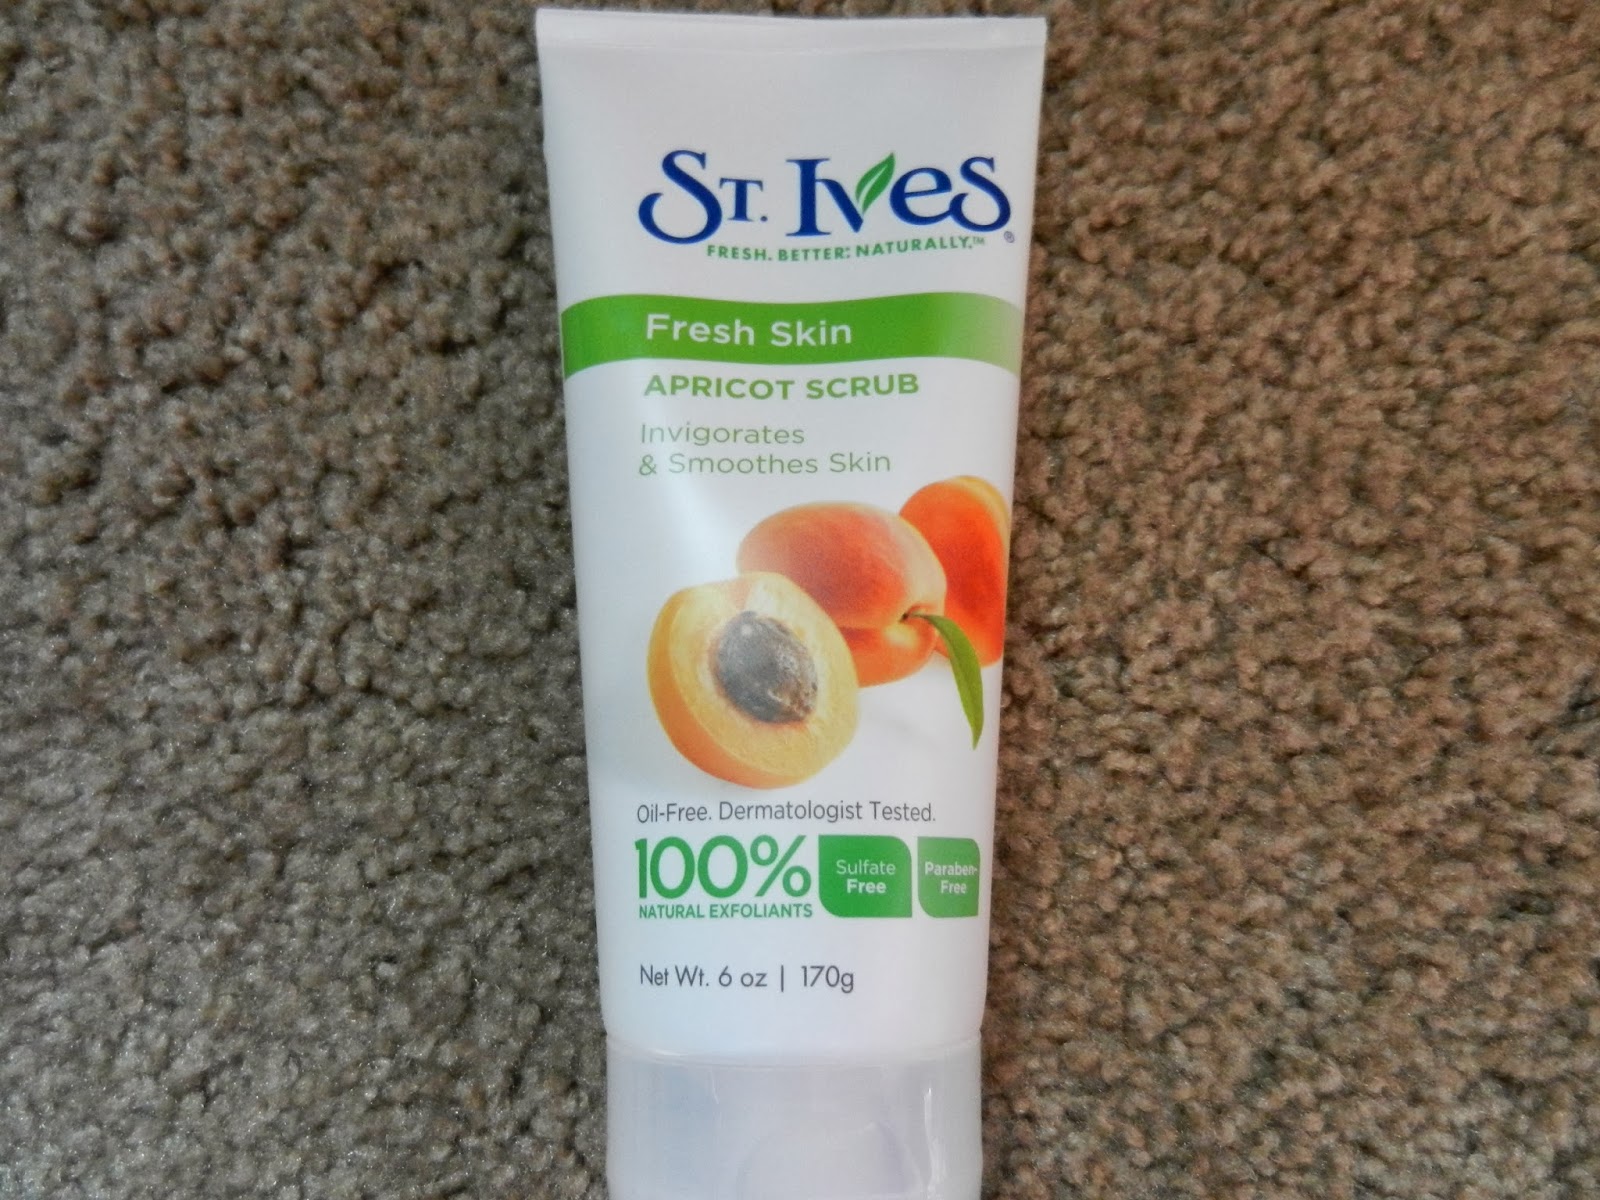 St. Ives®
FRESH. BETTER. NATURALLY.™
Fresh Skin
APRICOT SCRUB
Invigorates
& Smoothes Skin
Oil-Free. Dermatologist Tested.
100%
NATURAL EXFOLIANTS
Sulfate
Free
Paraben-
Free
Net Wt. 6 oz | 170g